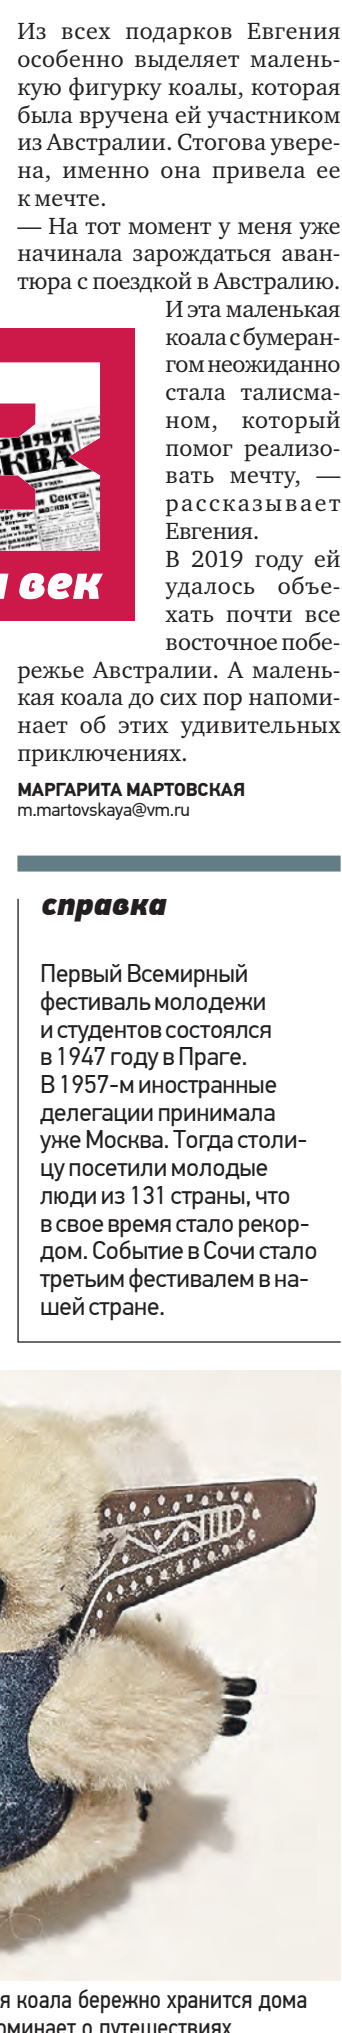 Из всех подарков Евгения
особенно выделяет малень-
кую фигурку коалы, которая
была вручена ей участником
из Австралии. Стогова увере-
на, именно она привела ее
к мечте.
— На тот момент у меня уже
начинала зарождаться аван-
тюра с поездкой в Австралию.
И эта маленькая
коала с бумеран-
гом неожиданно
стала талисма-
ном, который
помог реализо-
вать мечту, —
рассказывает
Евгения.
В 2019 году ей
удалось объе-
хать почти все
восточное побе-
режье Австралии. А малень-
кая коала до сих пор напоми-
нает об этих удивительных
приключениях.
МАРГАРИТА МАРТОВСКАЯ
m.martovskaya@vm.ru
век
справка
Первый Всемирный
фестиваль молодежи
и студентов состоялся
в 1947 году в Праге.
В 1957-м иностранные
делегации принимала
уже Москва. Тогда столи-
цу посетили молодые
люди из 131 страны, что
в свое время стало рекор-
дом. Событие в Сочи стало
третьим фестивалем в на-
шей стране.
я коала бережно хранится дома
оминает о путешествиях